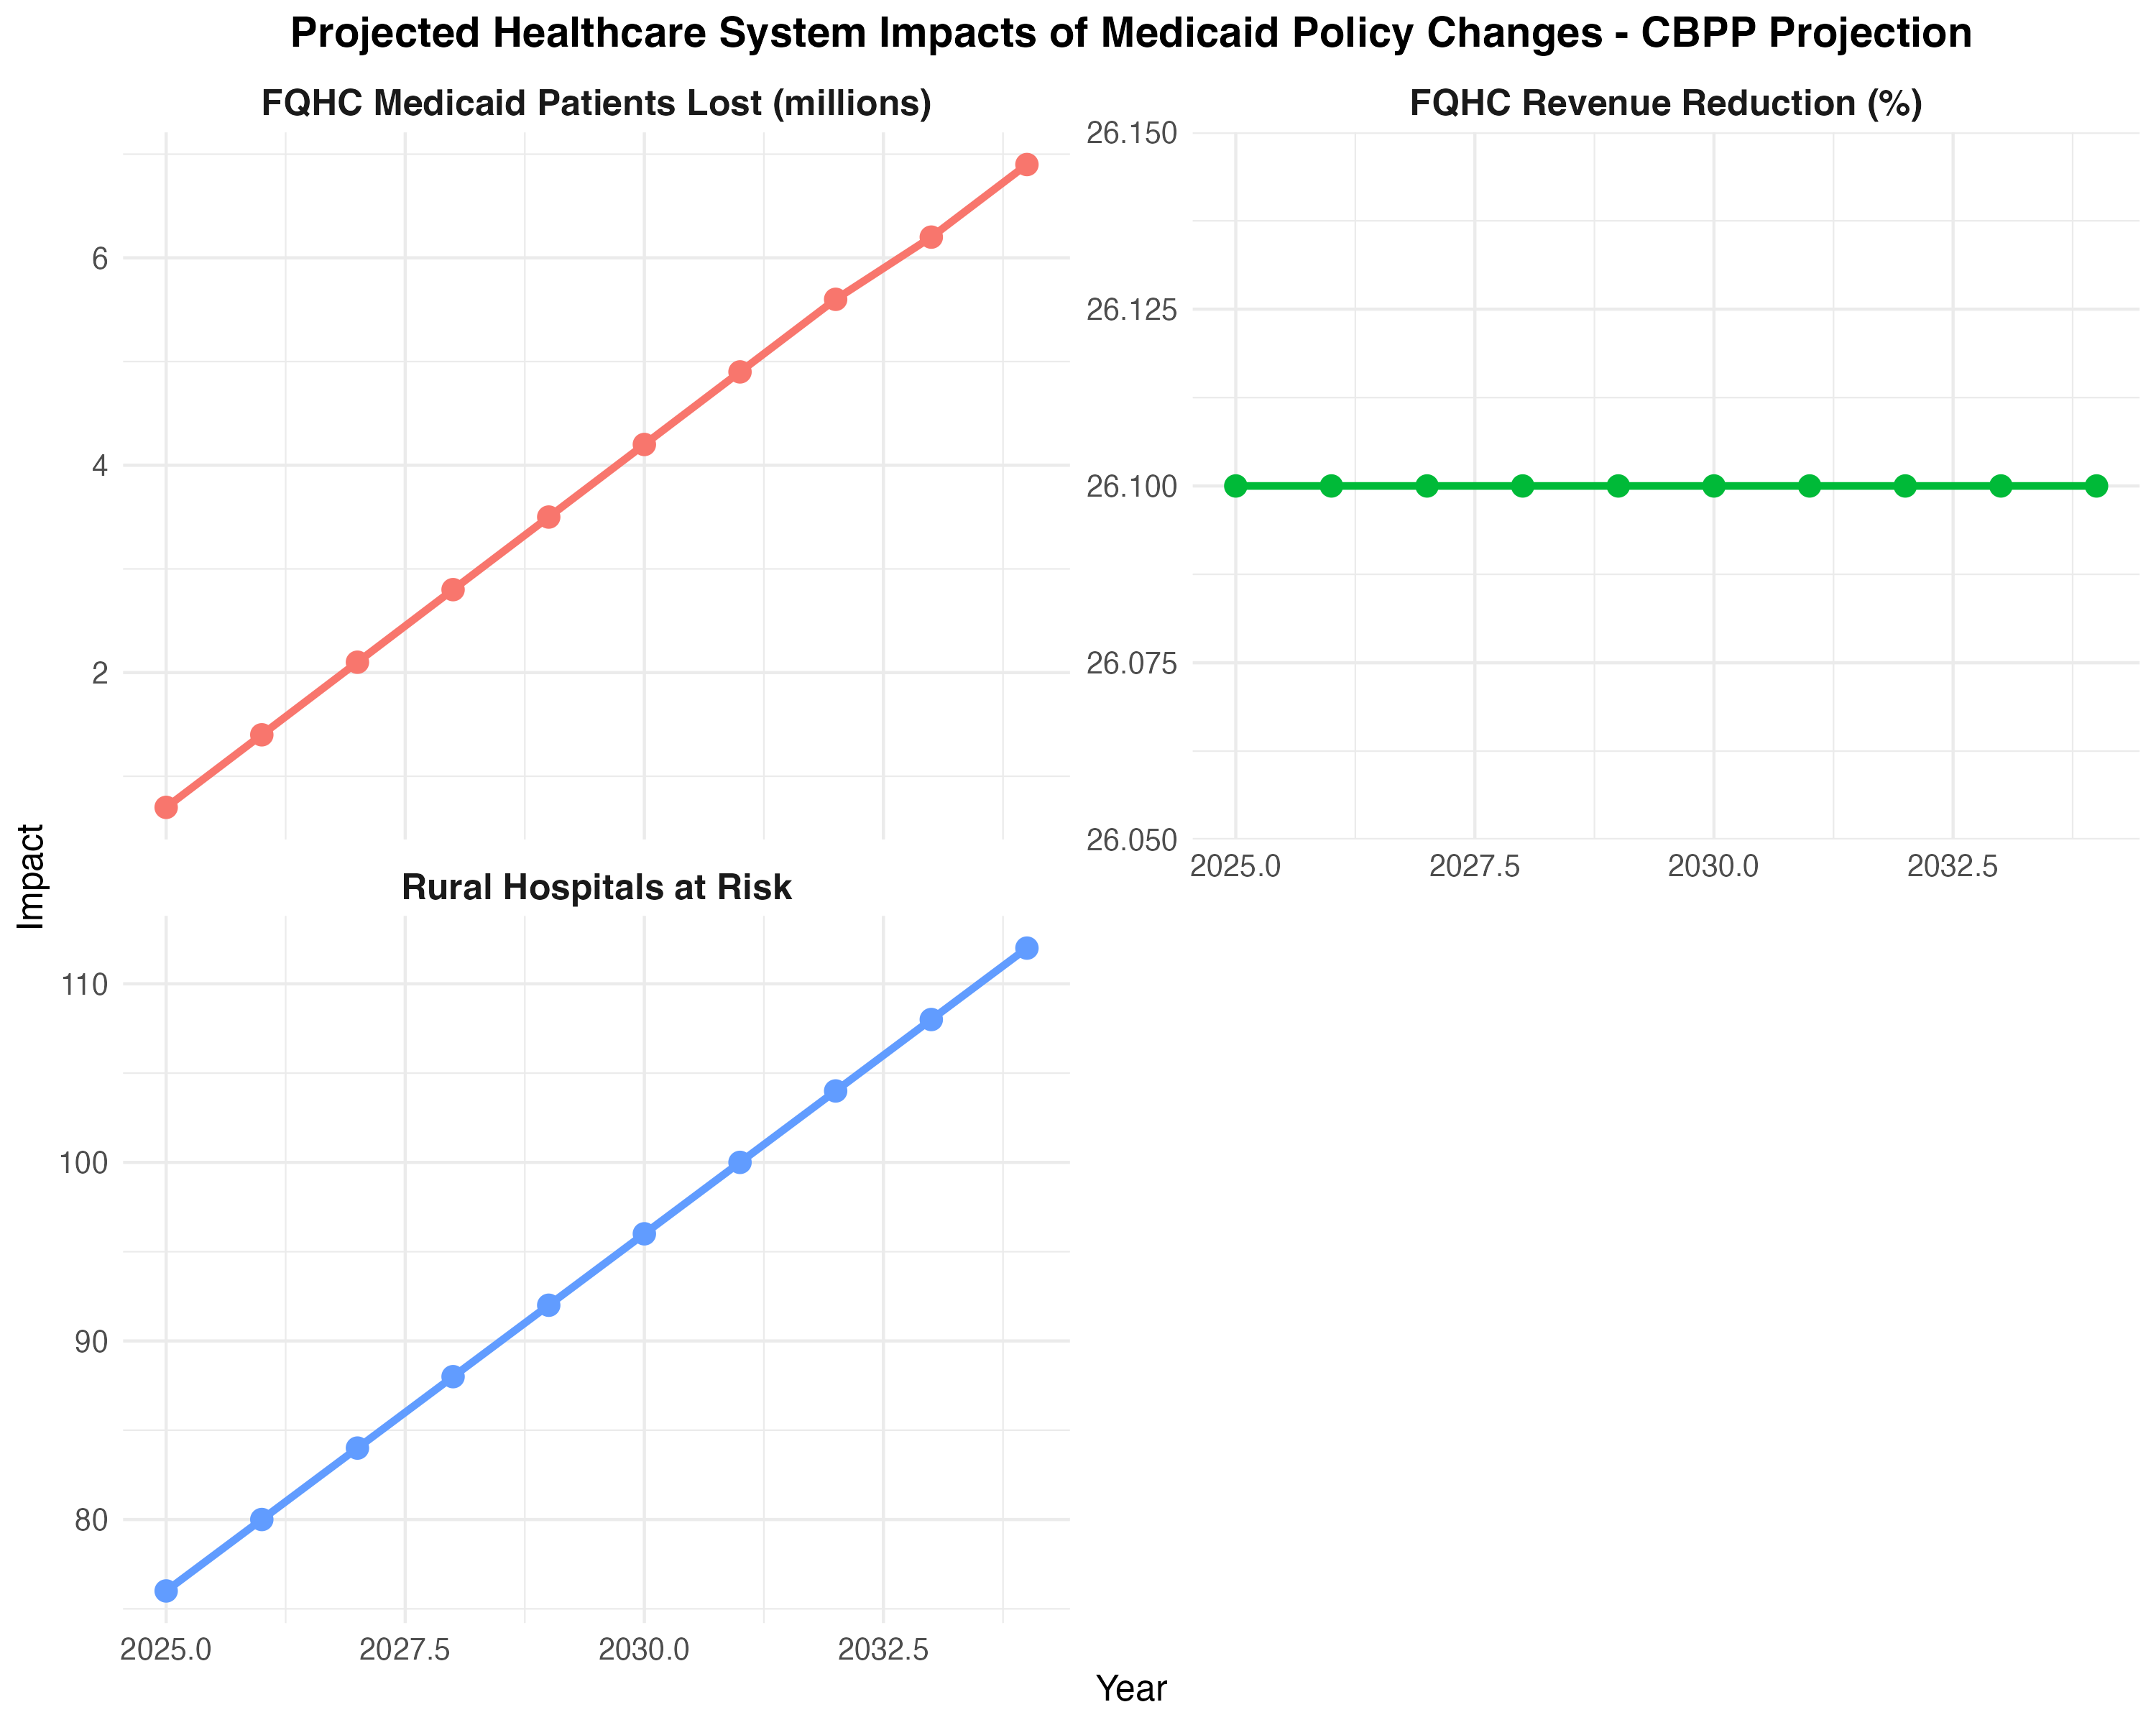 Projected Healthcare System Impacts of Medicaid Policy Changes - CBPP Projection
FQHC Medicaid Patients Lost (millions)
6
4
2
FQHC Revenue Reduction (%)
26.150
26.125
26.100
26.075
26.050
2025.0 2027.5 2030.0 2032.5
Impact
Rural Hospitals at Risk
110
100
90
80
2025.0 2027.5 2030.0 2032.5
Year